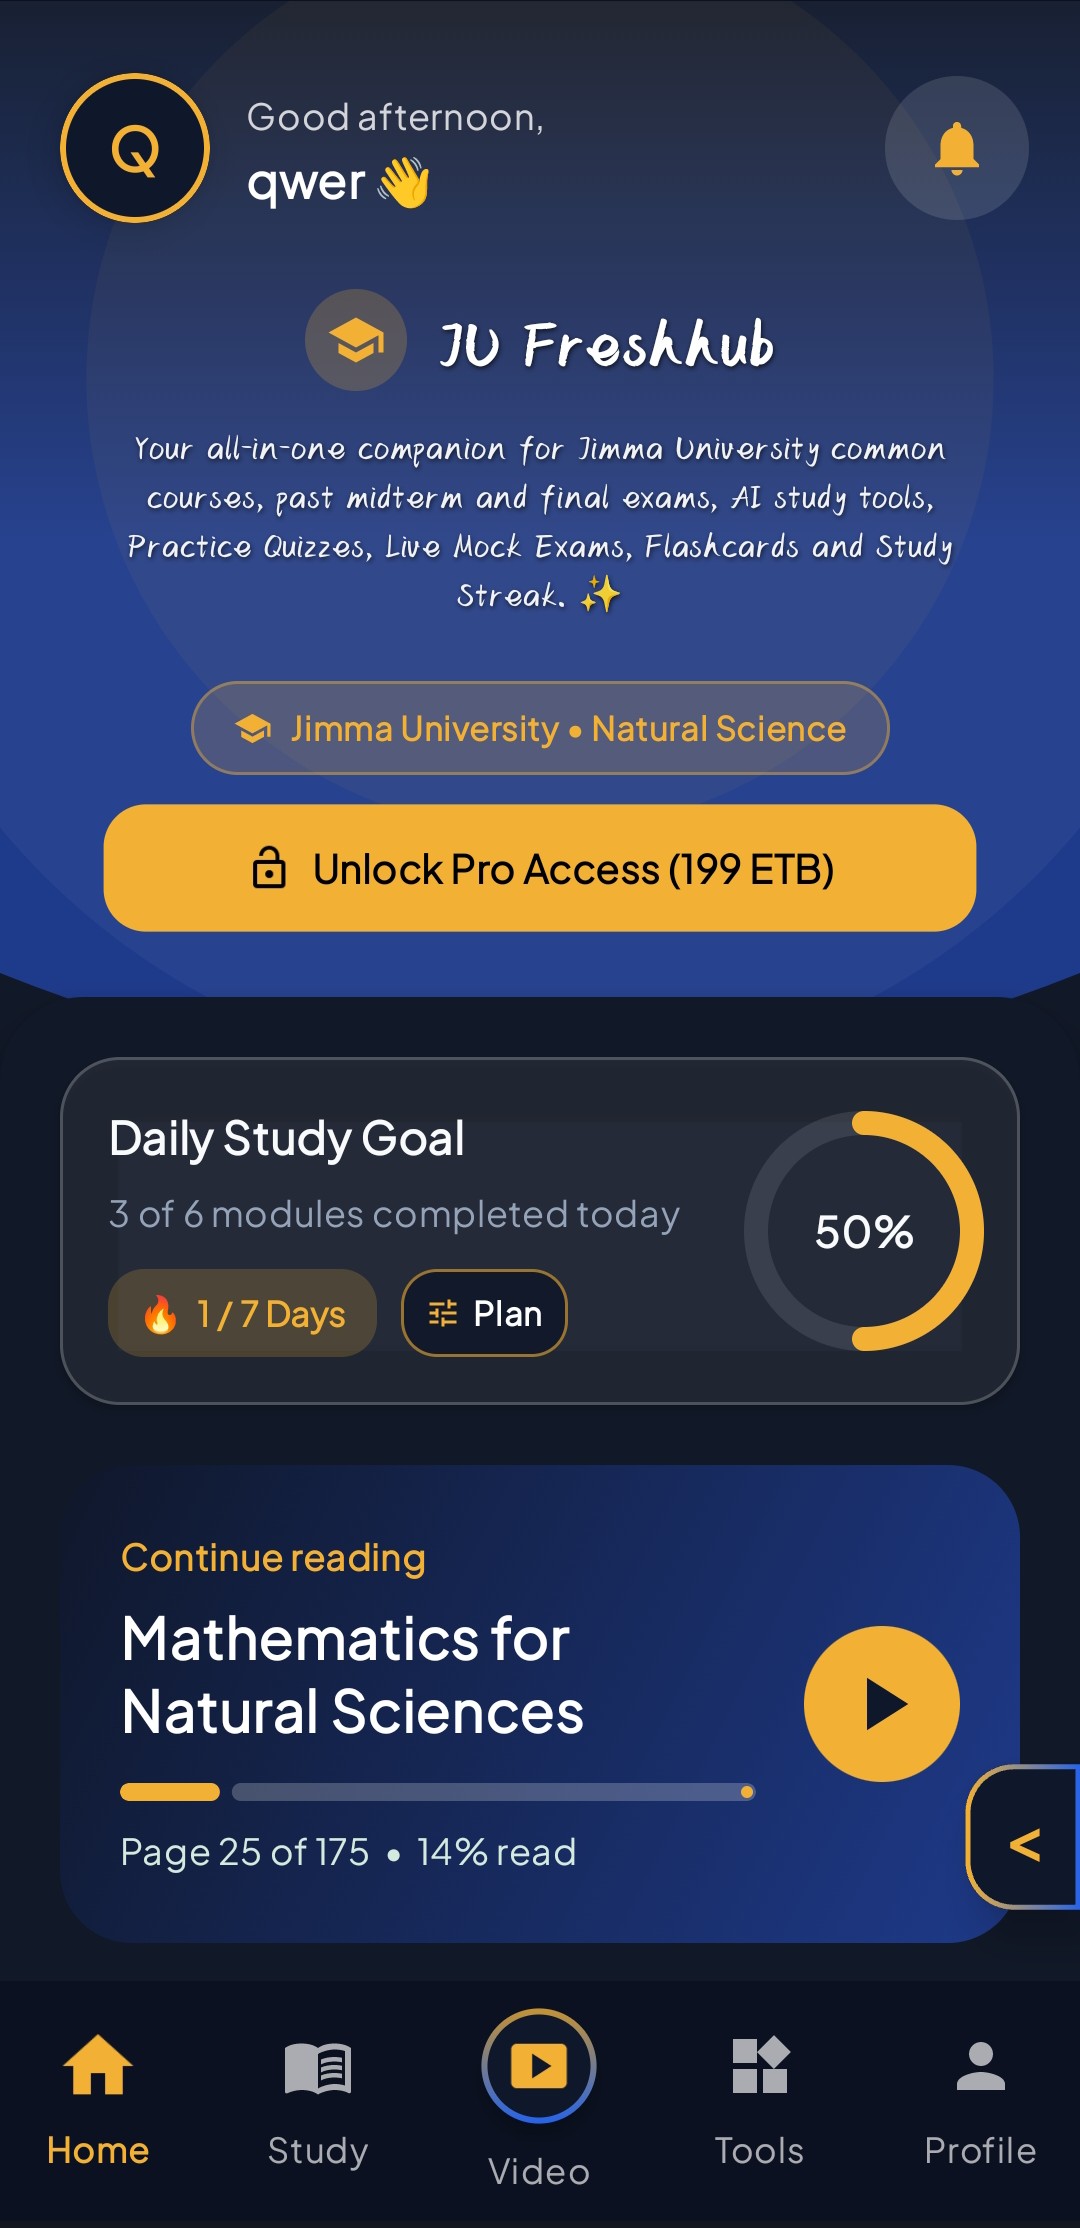 Q
Good afternoon,
qwer 👋
JU Freshhub
Your all-in-one companion for Jimma University common
courses, past midterm and final exams, AI study tools,
Practice Quizzes, Live Mock Exams, Flashcards and Study
Streak. ✨
Jimma University • Natural Science
Unlock Pro Access (199 ETB)
Daily Study Goal
3 of 6 modules completed today
50%
🔥 1 / 7 Days
Plan
Continue reading
Mathematics for
Natural Sciences
Page 25 of 175 • 14% read
<
Home
Study
Video
Tools
Profile